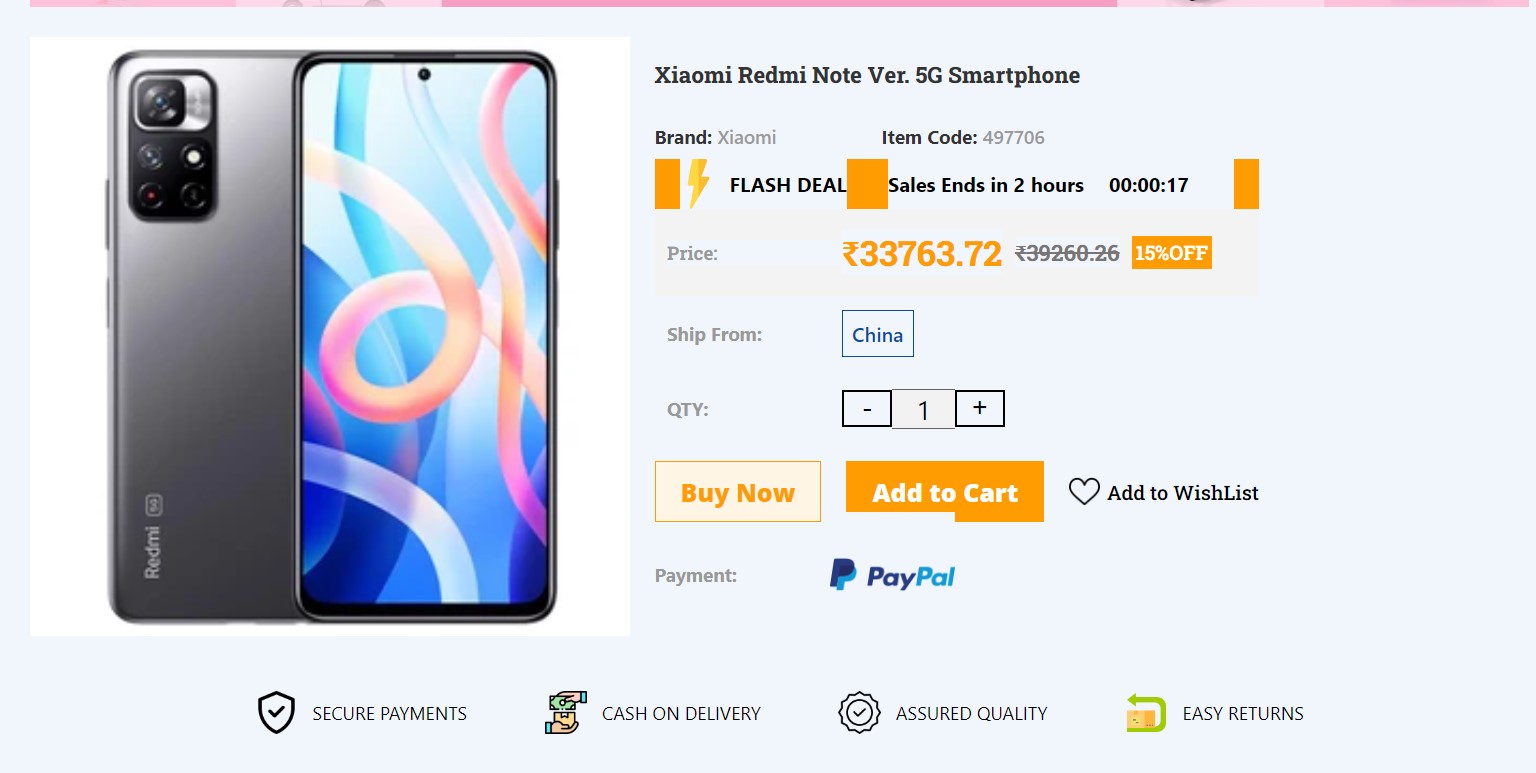 Xiaomi Redmi Note Ver. 5G Smartphone
Brand: Xiaomi Item Code: 497706
FLASH DEAL Sales Ends in 2 hours 00:00:17
Price: ₹33763.72 ₹39260.26 15%OFF
Ship From: China
QTY: - 1 +
Buy Now Add to Cart Add to WishList
Payment: PayPal
Redmi 5G
SECURE PAYMENTS CASH ON DELIVERY ASSURED QUALITY EASY RETURNS